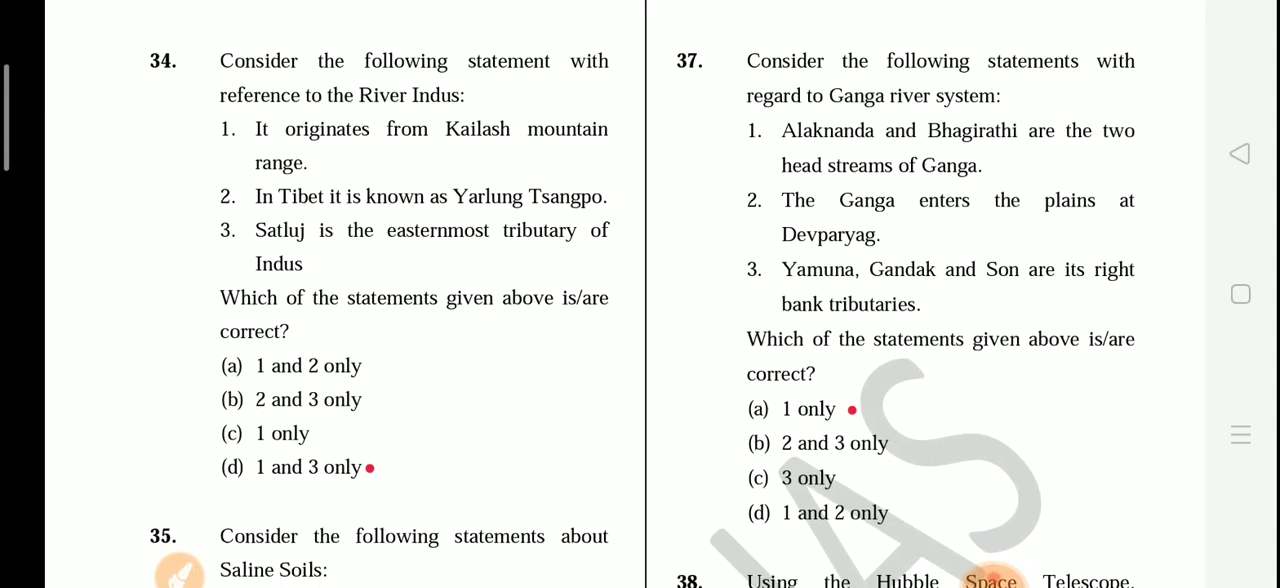 34. Consider the following statement with
reference to the River Indus:
1. It originates from Kailash mountain
range.
2. In Tibet it is known as Yarlung Tsangpo.
3. Satluj is the easternmost tributary of
Indus
Which of the statements given above is/are
correct?
(a) 1 and 2 only
(b) 2 and 3 only
(c) 1 only
(d) 1 and 3 only
35. Consider the following statements about
Saline Soils:
37. Consider the following statements with
regard to Ganga river system:
1. Alaknanda and Bhagirathi are the two
head streams of Ganga.
2. The Ganga enters the plains at
Devparyag.
3. Yamuna, Gandak and Son are its right
bank tributaries.
Which of the statements given above is/are
correct?
(a) 1 only
(b) 2 and 3 only
(c) 3 only
(d) 1 and 2 only
38. Using the Hubble Space Telescope,
IAS